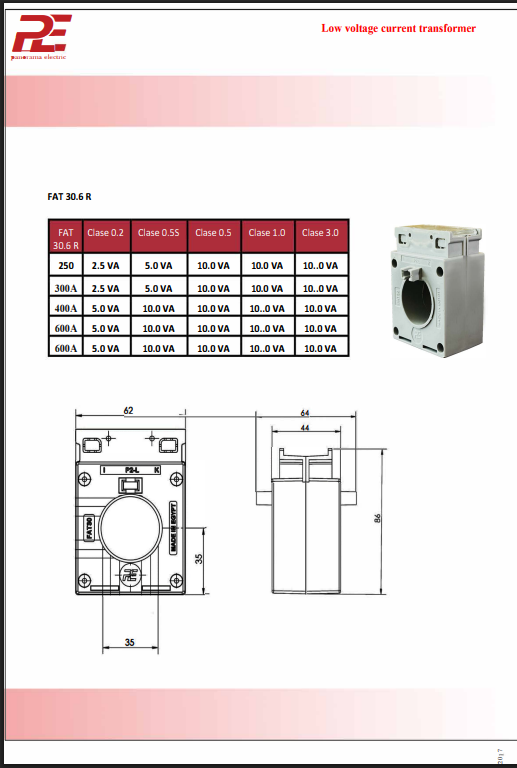 PE
panorama electric
Low voltage current transformer
FAT 30.6 R
FAT 30.6 R Clase 0.2 Clase 0.5S Clase 0.5 Clase 1.0 Clase 3.0
250 2.5 VA 5.0 VA 10.0 VA 10.0 VA 10..0 VA
300A 2.5 VA 5.0 VA 10.0 VA 10.0 VA 10..0 VA
400A 5.0 VA 10.0 VA 10.0 VA 10..0 VA 10.0 VA
600A 5.0 VA 10.0 VA 10.0 VA 10..0 VA 10.0 VA
600A 5.0 VA 10.0 VA 10.0 VA 10..0 VA 10.0 VA
62
64
44
I P2-L K
FAT30
MADE IN EGYPT
PE
35
86
35
2017